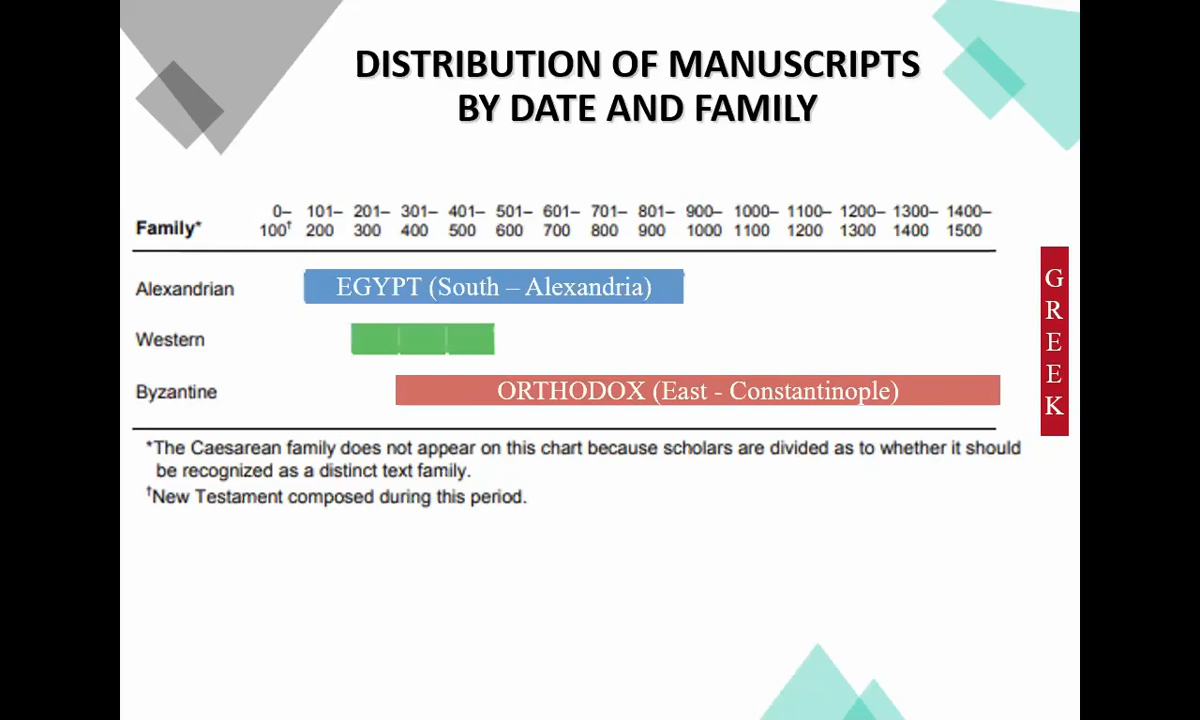 DISTRIBUTION OF MANUSCRIPTS
BY DATE AND FAMILY
Family* 0–100† 101–200 201–300 301–400 401–500 501–600 601–700 701–800 801–900 900–1000 1000–1100 1100–1200 1200–1300 1300–1400 1400–1500
Alexandrian EGYPT (South – Alexandria)
Western
Byzantine ORTHODOX (East - Constantinople)
GREEK
*The Caesarean family does not appear on this chart because scholars are divided as to whether it should
be recognized as a distinct text family.
†New Testament composed during this period.